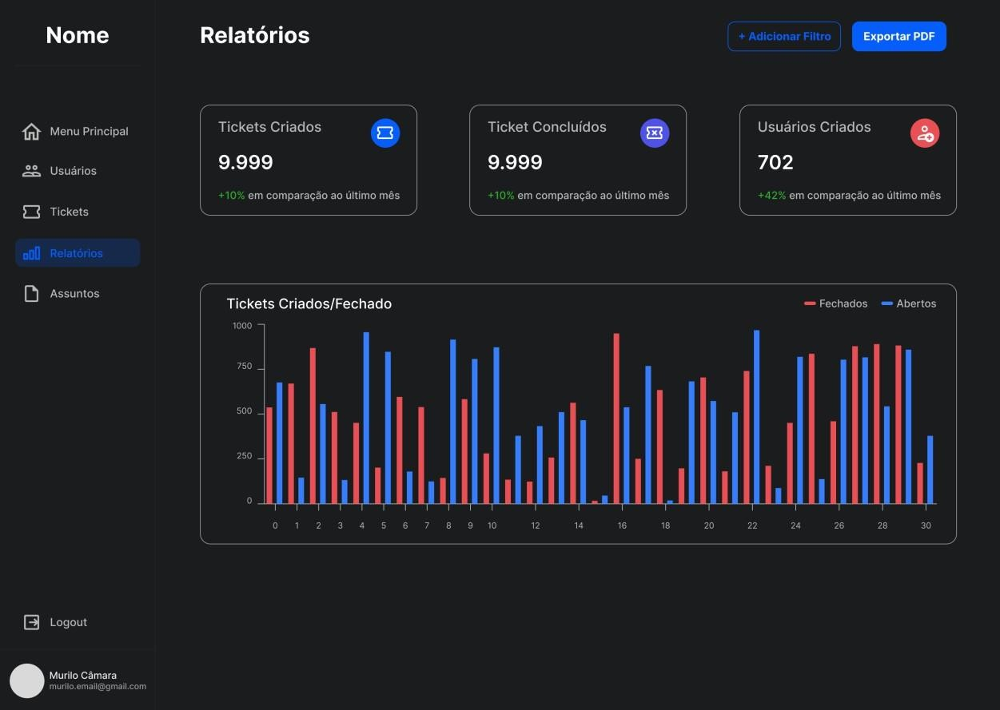 Nome
Menu Principal
Usuários
Tickets
Relatórios
Assuntos
Logout
Murilo Câmara
murilo.email@gmail.com
Relatórios
+ Adicionar Filtro
Exportar PDF
Tickets Criados
9.999
+10% em comparação ao último mês
Ticket Concluídos
9.999
+10% em comparação ao último mês
Usuários Criados
702
+42% em comparação ao último mês
Tickets Criados/Fechado
Fechados Abertos
1000
750
500
250
0
0 1 2 3 4 5 6 7 8 9 10 12 14 16 18 20 22 24 26 28 30